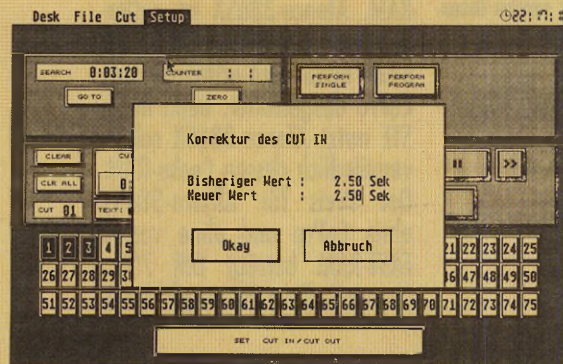 Desk File Cut Setup
SEARCH 0:03:20 COUNTER : :
GO TO ZERO
PERFORM SINGLE PERFORM PROGRAM
Korrektur des CUT IN
CLEAR CU
CLR ALL 0:
CUT 01 TEXT:
Bisheriger Wert : 2.50 Sek
Neuer Wert : 2.50 Sek
Okay Abbruch
>>
1 2 3 4 5 21 22 23 24 25
26 27 28 29 46 47 48 49 50
51 52 53 54 55 56 57 58 59 60 61 62 63 64 65 66 67 68 69 70 71 72 73 74 75
SET CUT IN/CUT OUT